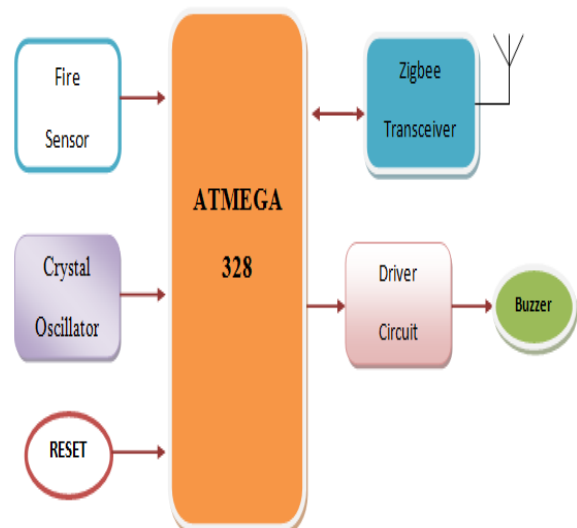 Fire
Sensor
Zigbee
Transceiver
ATMEGA
328
Crystal
Oscillator
Driver
Circuit
Buzzer
RESET